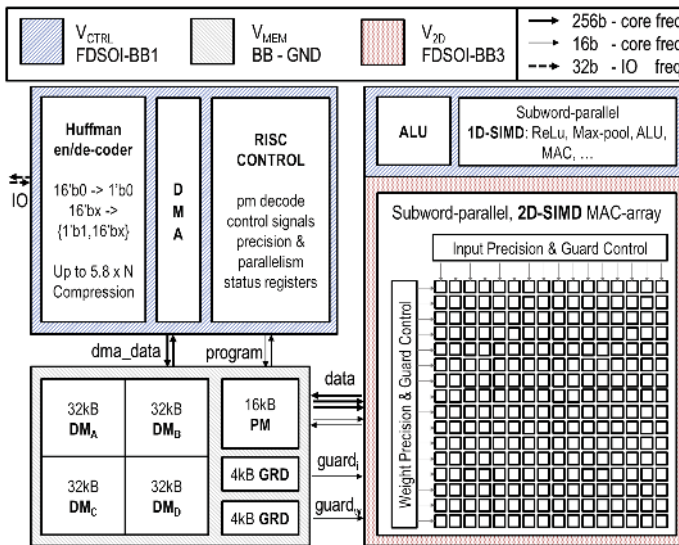 V_CTRL
FDSOI-BB1
V_MEM
BB - GND
V_2D
FDSOI-BB3
256b - core freq
16b - core freq
32b - IO freq
Huffman
en/de-coder
16'b0 -> 1'b0
16'bx ->
{1'b1,16'bx}
Up to 5.8 x N
Compression
D
M
A
RISC
CONTROL
pm decode
control signals
precision &
parallelism
status registers
IO
ALU
Subword-parallel
1D-SIMD: ReLu, Max-pool, ALU,
MAC, ...
Subword-parallel, 2D-SIMD MAC-array
Input Precision & Guard Control
Weight Precision & Guard Control
dma_data
program
data
32kB
DM_A
32kB
DM_B
32kB
DM_C
32kB
DM_D
16kB
PM
4kB GRD
4kB GRD
guard_i
guard